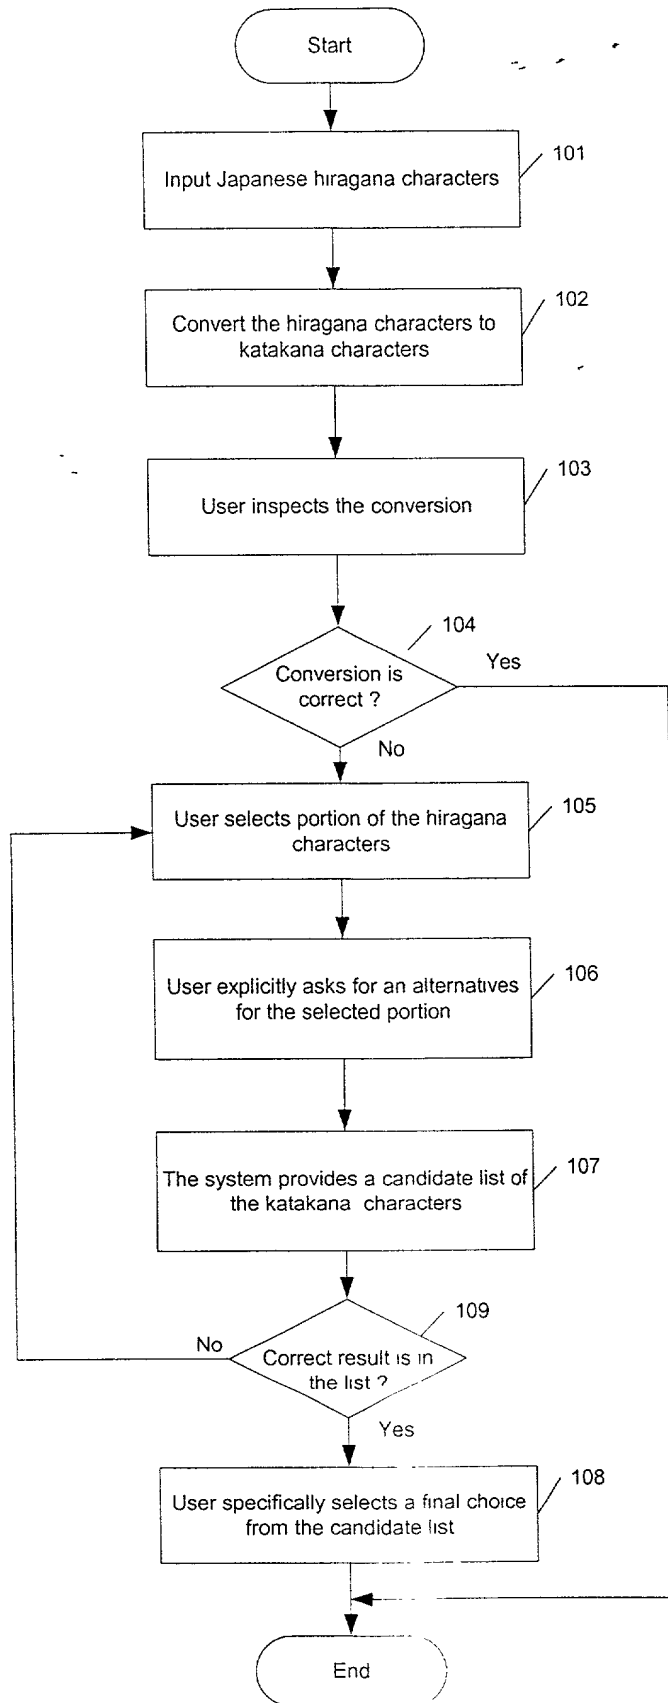 Start
101
Input Japanese hiragana characters
102
Convert the hiragana characters to
katakana characters
103
User inspects the conversion
104
Yes
Conversion is
correct ?
No
User selects portion of the hiragana
characters
105
User explicitly asks for an alternatives
for the selected portion
106
The system provides a candidate list of
the katakana characters
107
109
No
Correct result is in
the list ?
Yes
108
User specifically selects a final choice
from the candidate list
End